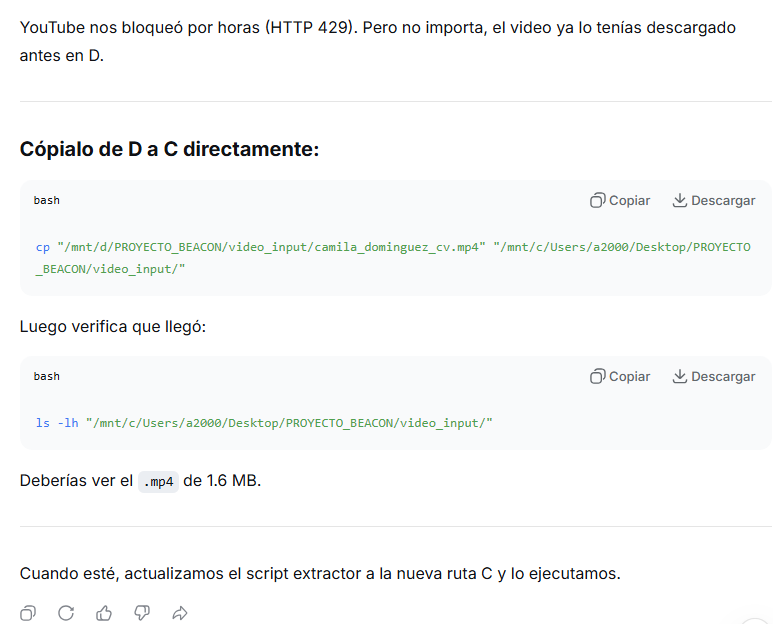 YouTube nos bloqueó por horas (HTTP 429). Pero no importa, el video ya lo tenías descargado
antes en D.
Cópialo de D a C directamente:
bash
Copiar
Descargar
cp "/mnt/d/PROYECTO_BEACON/video_input/camila_dominguez_cv.mp4" "/mnt/c/Users/a2000/Desktop/PROYECTO
_BEACON/video_input/"
Luego verifica que llegó:
bash
Copiar
Descargar
ls -lh "/mnt/c/Users/a2000/Desktop/PROYECTO_BEACON/video_input/"
Deberías ver el .mp4 de 1.6 MB.
Cuando esté, actualizamos el script extractor a la nueva ruta C y lo ejecutamos.